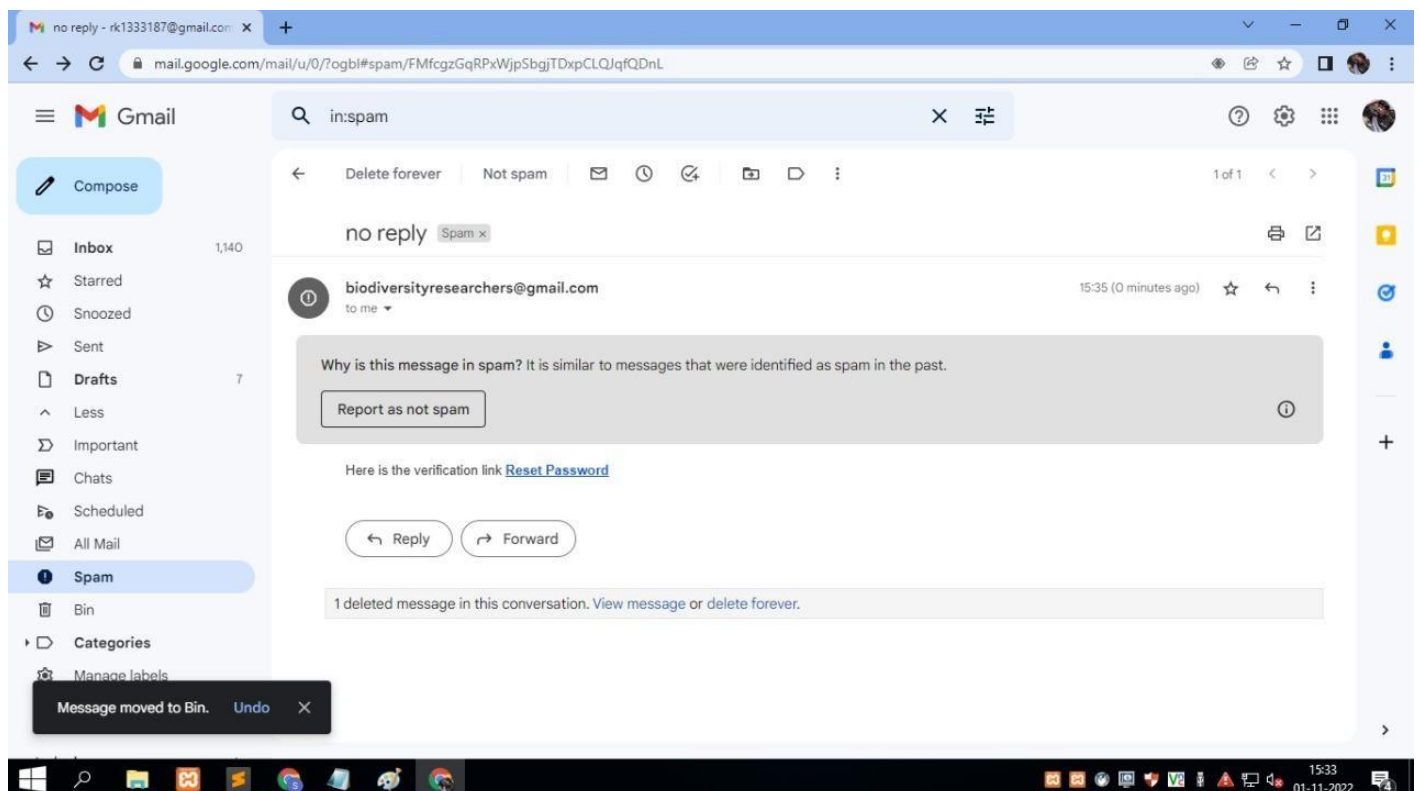 no reply - rk1333187@gmail.com
mail.google.com/mail/u/0/?ogbl#spam/FMfcgzGqRPxWjpSbgjTDxpCLQJqfQDnL
Gmail
in:spam
Compose
Delete forever Not spam 1 of 1
31
no reply Spam ×
Inbox 1,140
Starred
Snoozed
Sent
Drafts 7
Less
Important
Chats
Scheduled
All Mail
Spam
Bin
Categories
Manage labels
biodiversityresearchers@gmail.com 15:35 (0 minutes ago)
to me
Why is this message in spam? It is similar to messages that were identified as spam in the past.
Report as not spam
Here is the verification link Reset Password
Reply Forward
1 deleted message in this conversation. View message or delete forever.
Message moved to Bin. Undo
15:33
01-11-2022
4